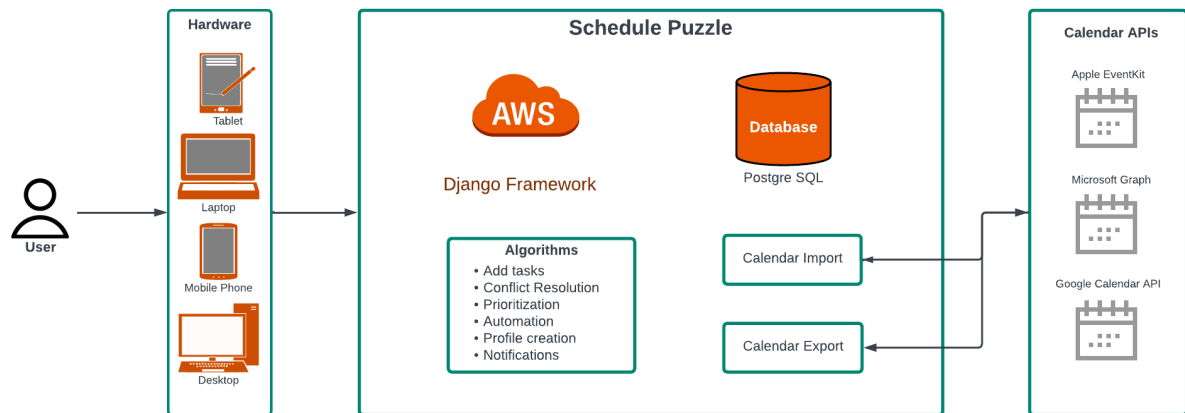 User
Hardware
Tablet
Laptop
Mobile Phone
Desktop
Schedule Puzzle
AWS
Django Framework
Database
Postgre SQL
Algorithms
• Add tasks
• Conflict Resolution
• Prioritization
• Automation
• Profile creation
• Notifications
Calendar Import
Calendar Export
Calendar APIs
Apple EventKit
Microsoft Graph
Google Calendar API